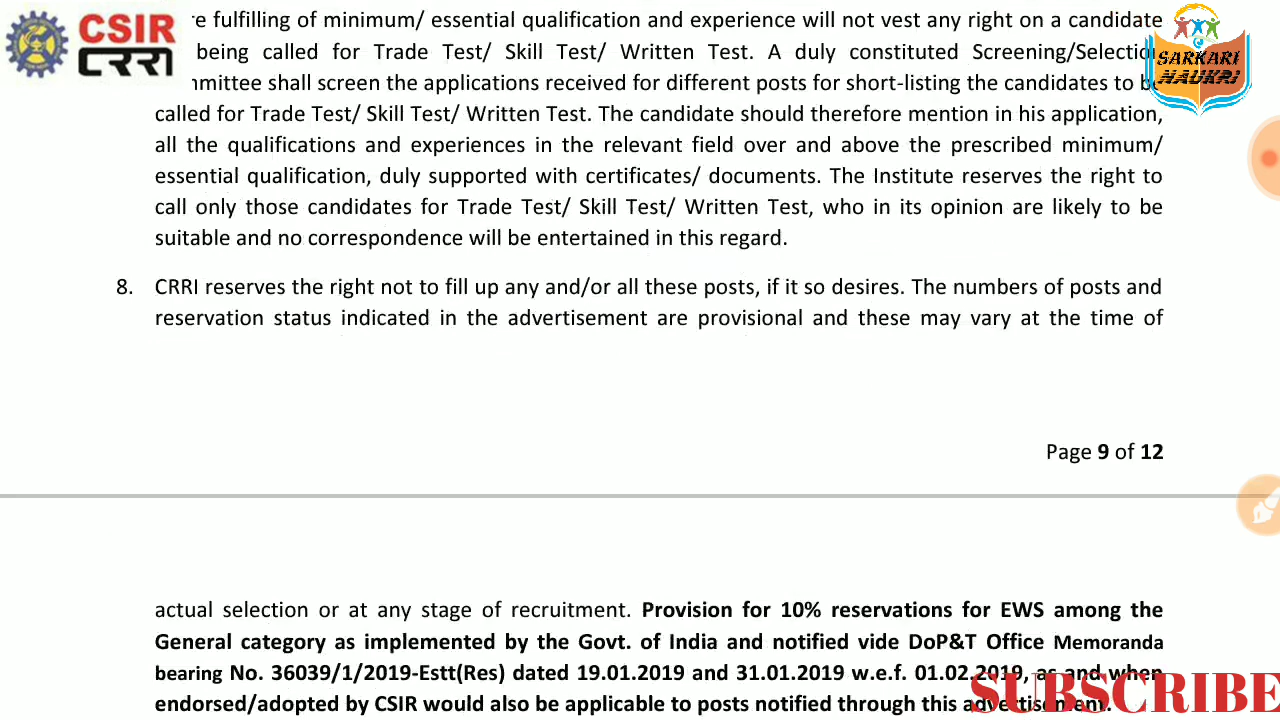 CSIR
CRRI
SARKARI
NAUKRI
fulfilling of minimum/ essential qualification and experience will not vest any right on a candidate
being called for Trade Test/ Skill Test/ Written Test. A duly constituted Screening/Selection
mmittee shall screen the applications received for different posts for short-listing the candidates to be
called for Trade Test/ Skill Test/ Written Test. The candidate should therefore mention in his application,
all the qualifications and experiences in the relevant field over and above the prescribed minimum/
essential qualification, duly supported with certificates/ documents. The Institute reserves the right to
call only those candidates for Trade Test/ Skill Test/ Written Test, who in its opinion are likely to be
suitable and no correspondence will be entertained in this regard.
8. CRRI reserves the right not to fill up any and/or all these posts, if it so desires. The numbers of posts and
reservation status indicated in the advertisement are provisional and these may vary at the time of
Page 9 of 12
actual selection or at any stage of recruitment. Provision for 10% reservations for EWS among the
General category as implemented by the Govt. of India and notified vide DoP&T Office Memoranda
bearing No. 36039/1/2019-Estt(Res) dated 19.01.2019 and 31.01.2019 w.e.f. 01.02.2019, as and when
endorsed/adopted by CSIR would also be applicable to posts notified through this advertisement.
SUBSCRIBE